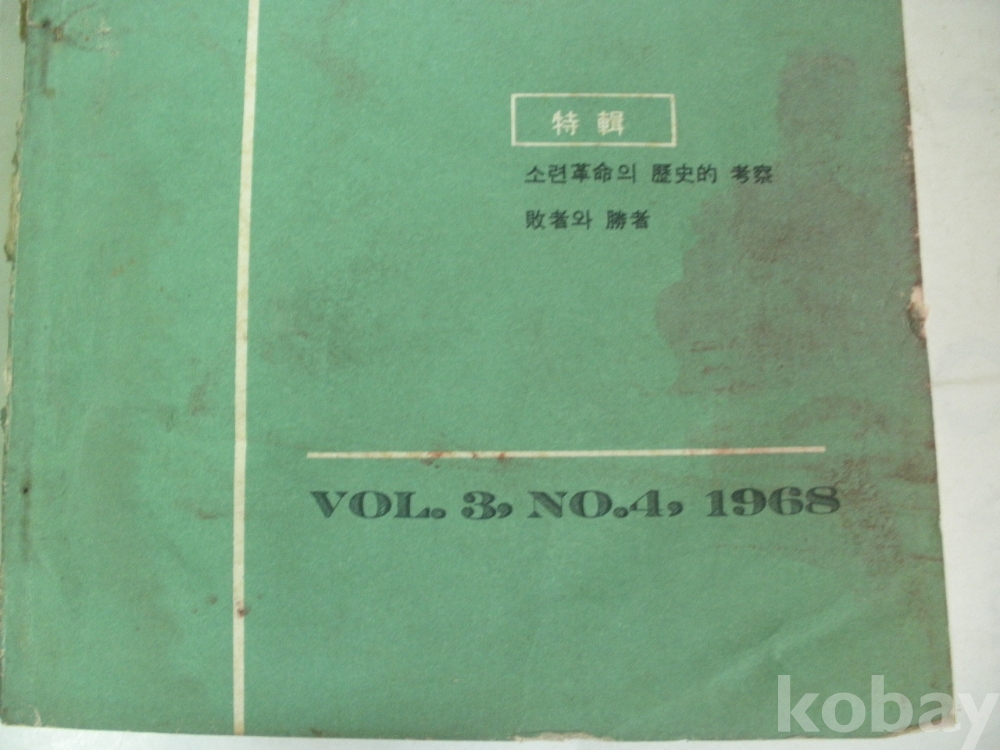 特輯
소련革命의 歷史的 考察
敗者와 勝者
VOL. 3, NO.4, 1968
kobay